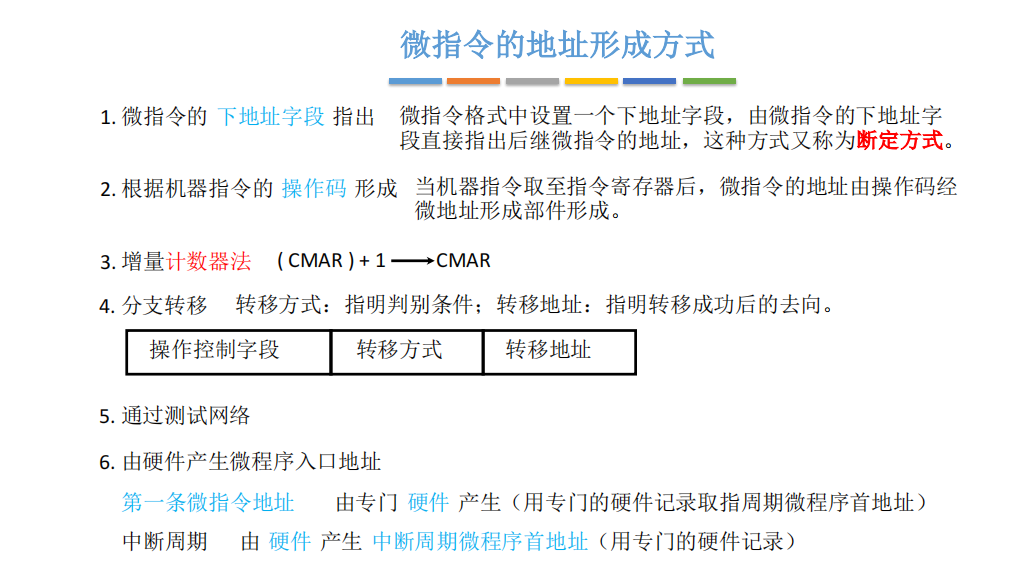 微指令的地址形成方式
1. 微指令的 下地址字段 指出 微指令格式中设置一个下地址字段，由微指令的下地址字
段直接指出后继微指令的地址，这种方式又称为断定方式。
2. 根据机器指令的 操作码 形成 当机器指令取至指令寄存器后，微指令的地址由操作码经
微地址形成部件形成。
3. 增量计数器法 ( CMAR ) + 1 ⟶ CMAR
4. 分支转移 转移方式：指明判别条件；转移地址：指明转移成功后的去向。
操作控制字段 转移方式 转移地址
5. 通过测试网络
6. 由硬件产生微程序入口地址
第一条微指令地址 由专门 硬件 产生（用专门的硬件记录取指周期微程序首地址）
中断周期 由 硬件 产生 中断周期微程序首地址（用专门的硬件记录）